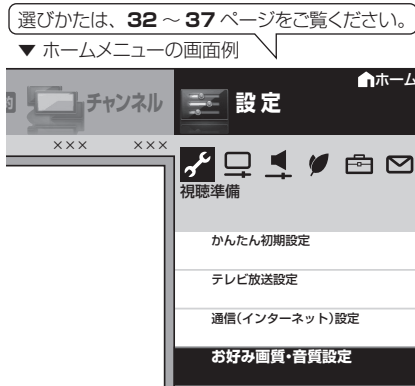 選びかたは、32～37ページをご覧ください。
▼ ホームメニューの画面例
ホーム
チャンネル
設定
××× ×××
視聴準備
かんたん初期設定
テレビ放送設定
通信(インターネット)設定
お好み画質・音質設定